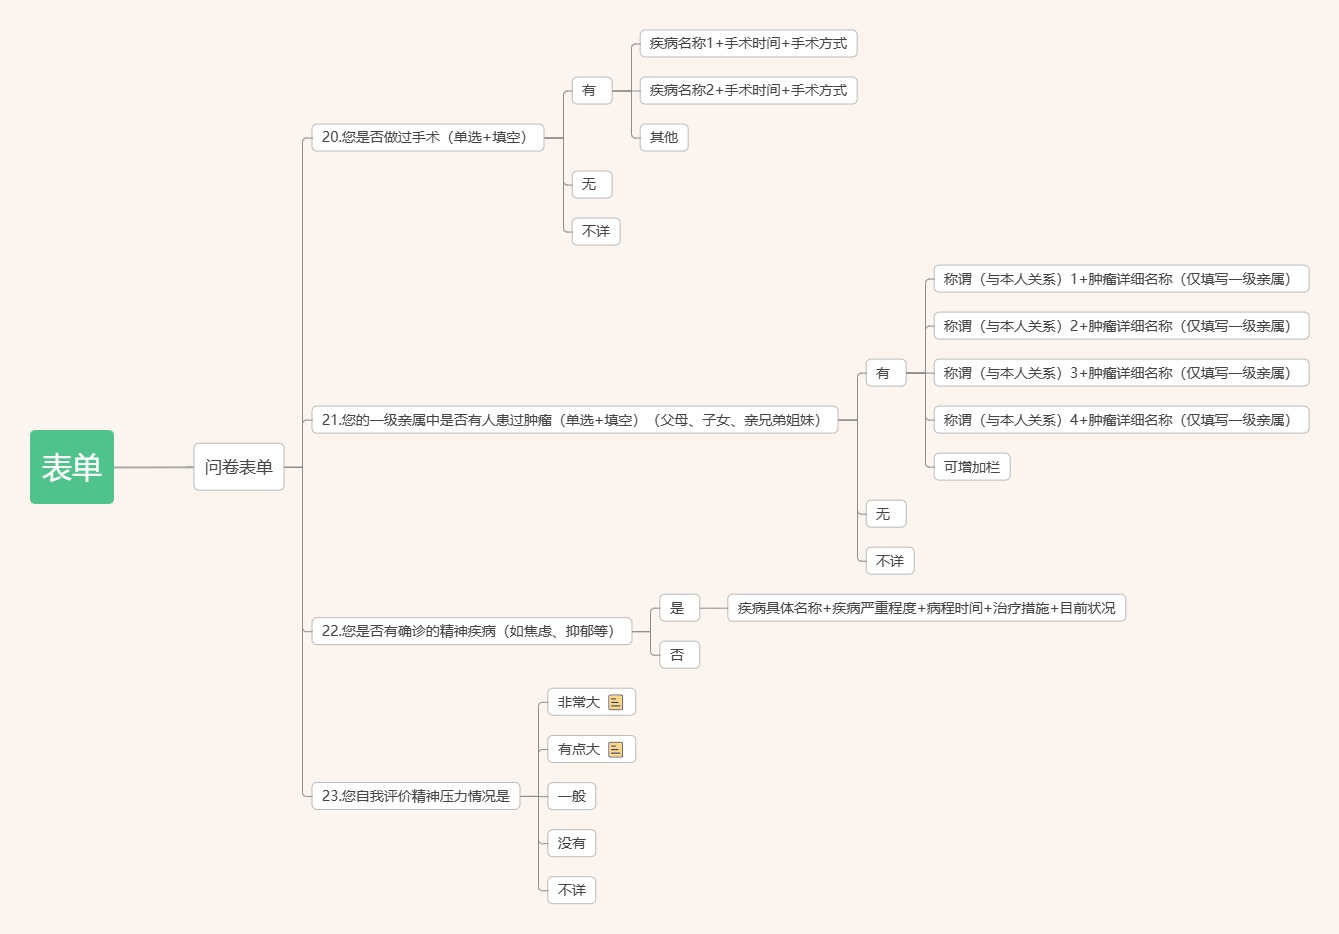 表单
问卷表单
20.您是否做过手术（单选+填空）
有
疾病名称1+手术时间+手术方式
疾病名称2+手术时间+手术方式
其他
无
不详
21.您的一级亲属中是否有人患过肿瘤（单选+填空）（父母、子女、亲兄弟姐妹）
有
称谓（与本人关系）1+肿瘤详细名称（仅填写一级亲属）
称谓（与本人关系）2+肿瘤详细名称（仅填写一级亲属）
称谓（与本人关系）3+肿瘤详细名称（仅填写一级亲属）
称谓（与本人关系）4+肿瘤详细名称（仅填写一级亲属）
可增加栏
无
不详
22.您是否有确诊的精神疾病（如焦虑、抑郁等）
是
疾病具体名称+疾病严重程度+病程时间+治疗措施+目前状况
否
23.您自我评价精神压力情况是
非常大
有点大
一般
没有
不详